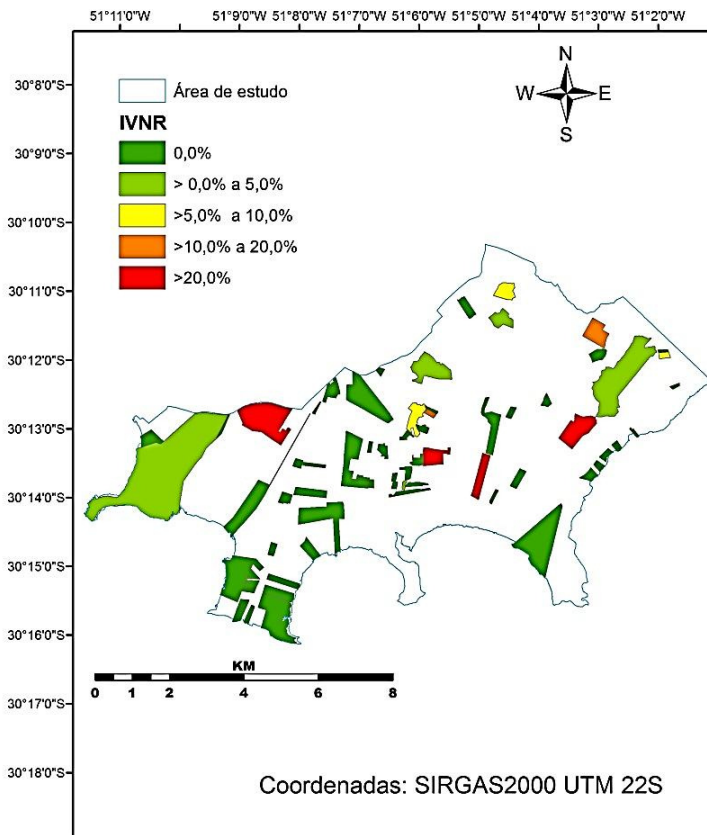 51°11'0"W 51°9'0"W 51°8'0"W 51°7'0"W 51°6'0"W 51°5'0"W 51°4'0"W 51°3'0"W 51°2'0"W
N
W E
S
30°8'0"S
30°9'0"S
30°10'0"S
30°11'0"S
30°12'0"S
30°13'0"S
30°14'0"S
30°15'0"S
30°16'0"S
30°17'0"S
30°18'0"S
Área de estudo
IVNR
0,0%
> 0,0% a 5,0%
>5,0% a 10,0%
>10,0% a 20,0%
>20,0%
KM
0 1 2 4 6 8
Coordenadas: SIRGAS2000 UTM 22S